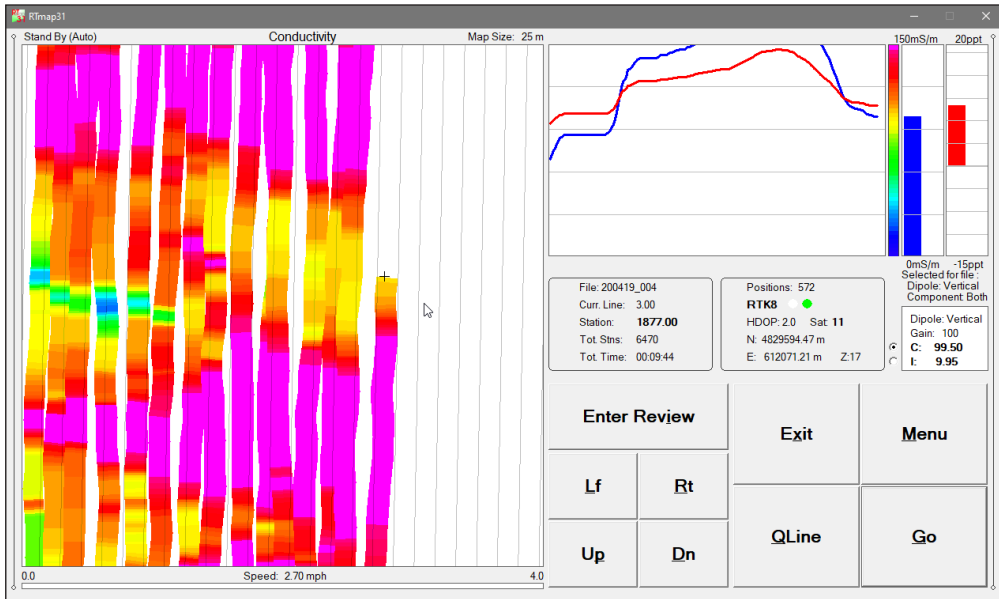 RTmap31
Stand By (Auto) Conductivity Map Size: 25 m
150mS/m 20ppt
0mS/m -15ppt
Selected for file :
Dipole: Vertical
Component: Both
File: 200419_004
Curr. Line: 3.00
Station: 1877.00
Tot. Stns: 6470
Tot. Time: 00:09:44
Positions: 572
RTK8
HDOP: 2.0 Sat: 11
N: 4829594.47 m
E: 612071.21 m Z:17
Dipole: Vertical
Gain: 100
C: 99.50
I: 9.95
Enter Review
Exit
Menu
Lf
Rt
Up
Dn
QLine
Go
0.0 Speed: 2.70 mph 4.0